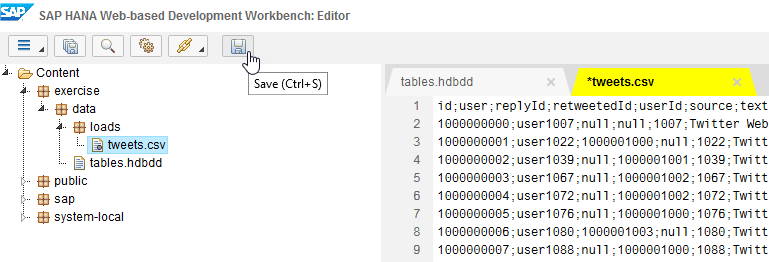 SAP SAP HANA Web-based Development Workbench: Editor
Save (Ctrl+S)
Content
exercise
data
loads
tweets.csv
tables.hdbdd
public
sap
system-local
tables.hdbdd *tweets.csv
1 id;user;replyId;retweetedId;userId;source;text
2 1000000000;user1007;null;null;1007;Twitter Web
3 1000000001;user1022;1000001000;null;1022;Twitt
4 1000000002;user1039;null;1000001001;1039;Twitt
5 1000000003;user1067;null;1000001002;1067;Twitt
6 1000000004;user1072;null;1000001002;1072;Twitt
7 1000000005;user1076;null;1000001000;1076;Twitt
8 1000000006;user1080;1000001003;null;1080;Twitt
9 1000000007;user1088;null;1000001000;1088;Twitt